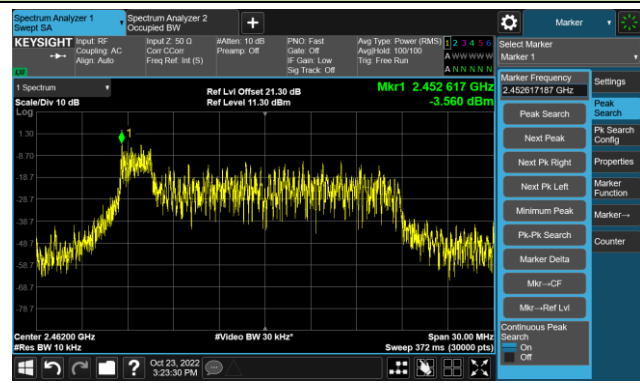 Spectrum Analyzer 1
Swept SA
Spectrum Analyzer 2
Occupied BW
+
Marker
KEYSIGHT
Input: RF
Coupling: AC
Align: Auto
Input Z: 50 Ω
Corr CCorr
Freq Ref: Int (S)
#Atten: 10 dB
Preamp: Off
PNO: Fast
Gate: Off
IF Gain: Low
Sig Track: Off
Avg Type: Power (RMS)
Avg|Hold: 100/100
Trig: Free Run
1 2 3 4 5 6
A W W W W W
A N N N N N
LXI
Select Marker
Marker 1
1 Spectrum
Scale/Div 10 dB
Log
Ref Lvl Offset 21.30 dB
Ref Level 11.30 dBm
Mkr1 2.452 617 GHz
-3.560 dBm
1
1.30
-8.70
-18.7
-28.7
-38.7
-48.7
-58.7
-68.7
-78.7
Center 2.46200 GHz
#Res BW 10 kHz
#Video BW 30 kHz*
Span 30.00 MHz
Sweep 372 ms (30000 pts)
Marker Frequency
2.452617187 GHz
Peak Search
Next Peak
Next Pk Right
Next Pk Left
Minimum Peak
Pk-Pk Search
Marker Delta
Mkr→CF
Mkr→Ref Lvl
Continuous Peak
Search
On
Off
Settings
Peak
Search
Pk Search
Config
Properties
Marker
Function
Marker→
Counter
?
Oct 23, 2022
3:23:30 PM